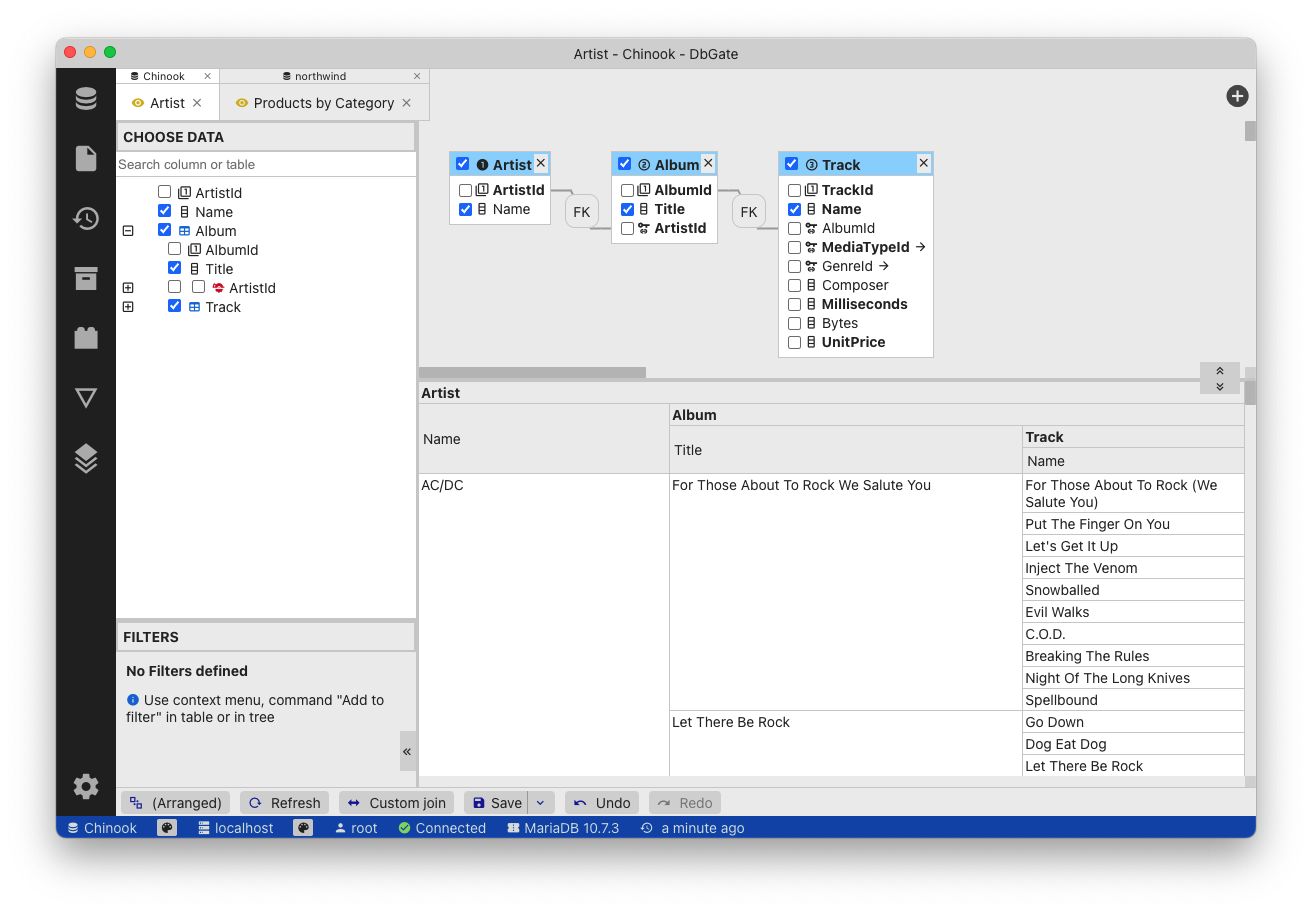 Artist - Chinook - DbGate
Chinook
northwind
Artist
Products by Category
CHOOSE DATA
Search column or table
ArtistId
Name
Album
AlbumId
Title
ArtistId
Track
FILTERS
No Filters defined
Use context menu, command "Add to
filter" in table or in tree
1 Artist
ArtistId
Name
FK
2 Album
AlbumId
Title
ArtistId
FK
3 Track
TrackId
Name
AlbumId
MediaTypeId
GenreId
Composer
Milliseconds
Bytes
UnitPrice
Artist
Album
Name
Title
Track
Name
AC/DC
For Those About To Rock We Salute You
For Those About To Rock (We
Salute You)
Put The Finger On You
Let's Get It Up
Inject The Venom
Snowballed
Evil Walks
C.O.D.
Breaking The Rules
Night Of The Long Knives
Spellbound
Let There Be Rock
Go Down
Dog Eat Dog
Let There Be Rock
(Arranged)
Refresh
Custom join
Save
Undo
Redo
Chinook
localhost
root
Connected
MariaDB 10.7.3
a minute ago